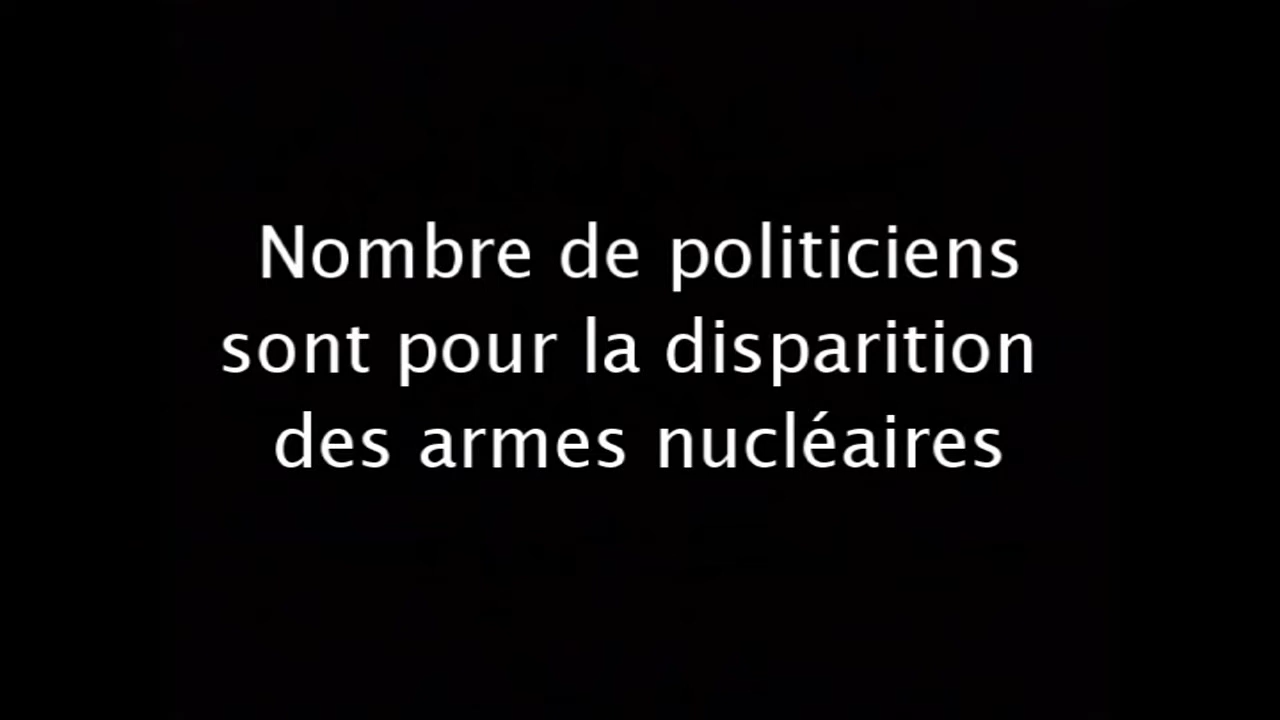 Nombre de politiciens
sont pour la disparition
des armes nucléaires